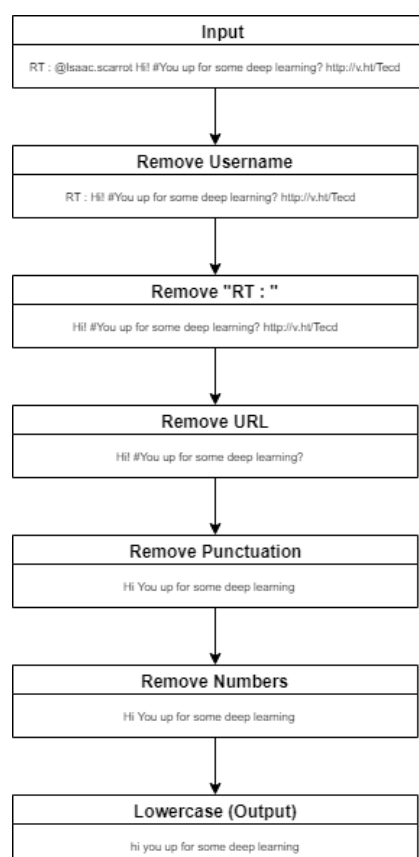 Input
RT : @Isaac.scarrot Hi! #You up for some deep learning? http://v.ht/Tecd
Remove Username
RT : Hi! #You up for some deep learning? http://v.ht/Tecd
Remove "RT : "
Hi! #You up for some deep learning? http://v.ht/Tecd
Remove URL
Hi! #You up for some deep learning?
Remove Punctuation
Hi You up for some deep learning
Remove Numbers
Hi You up for some deep learning
Lowercase (Output)
hi you up for some deep learning